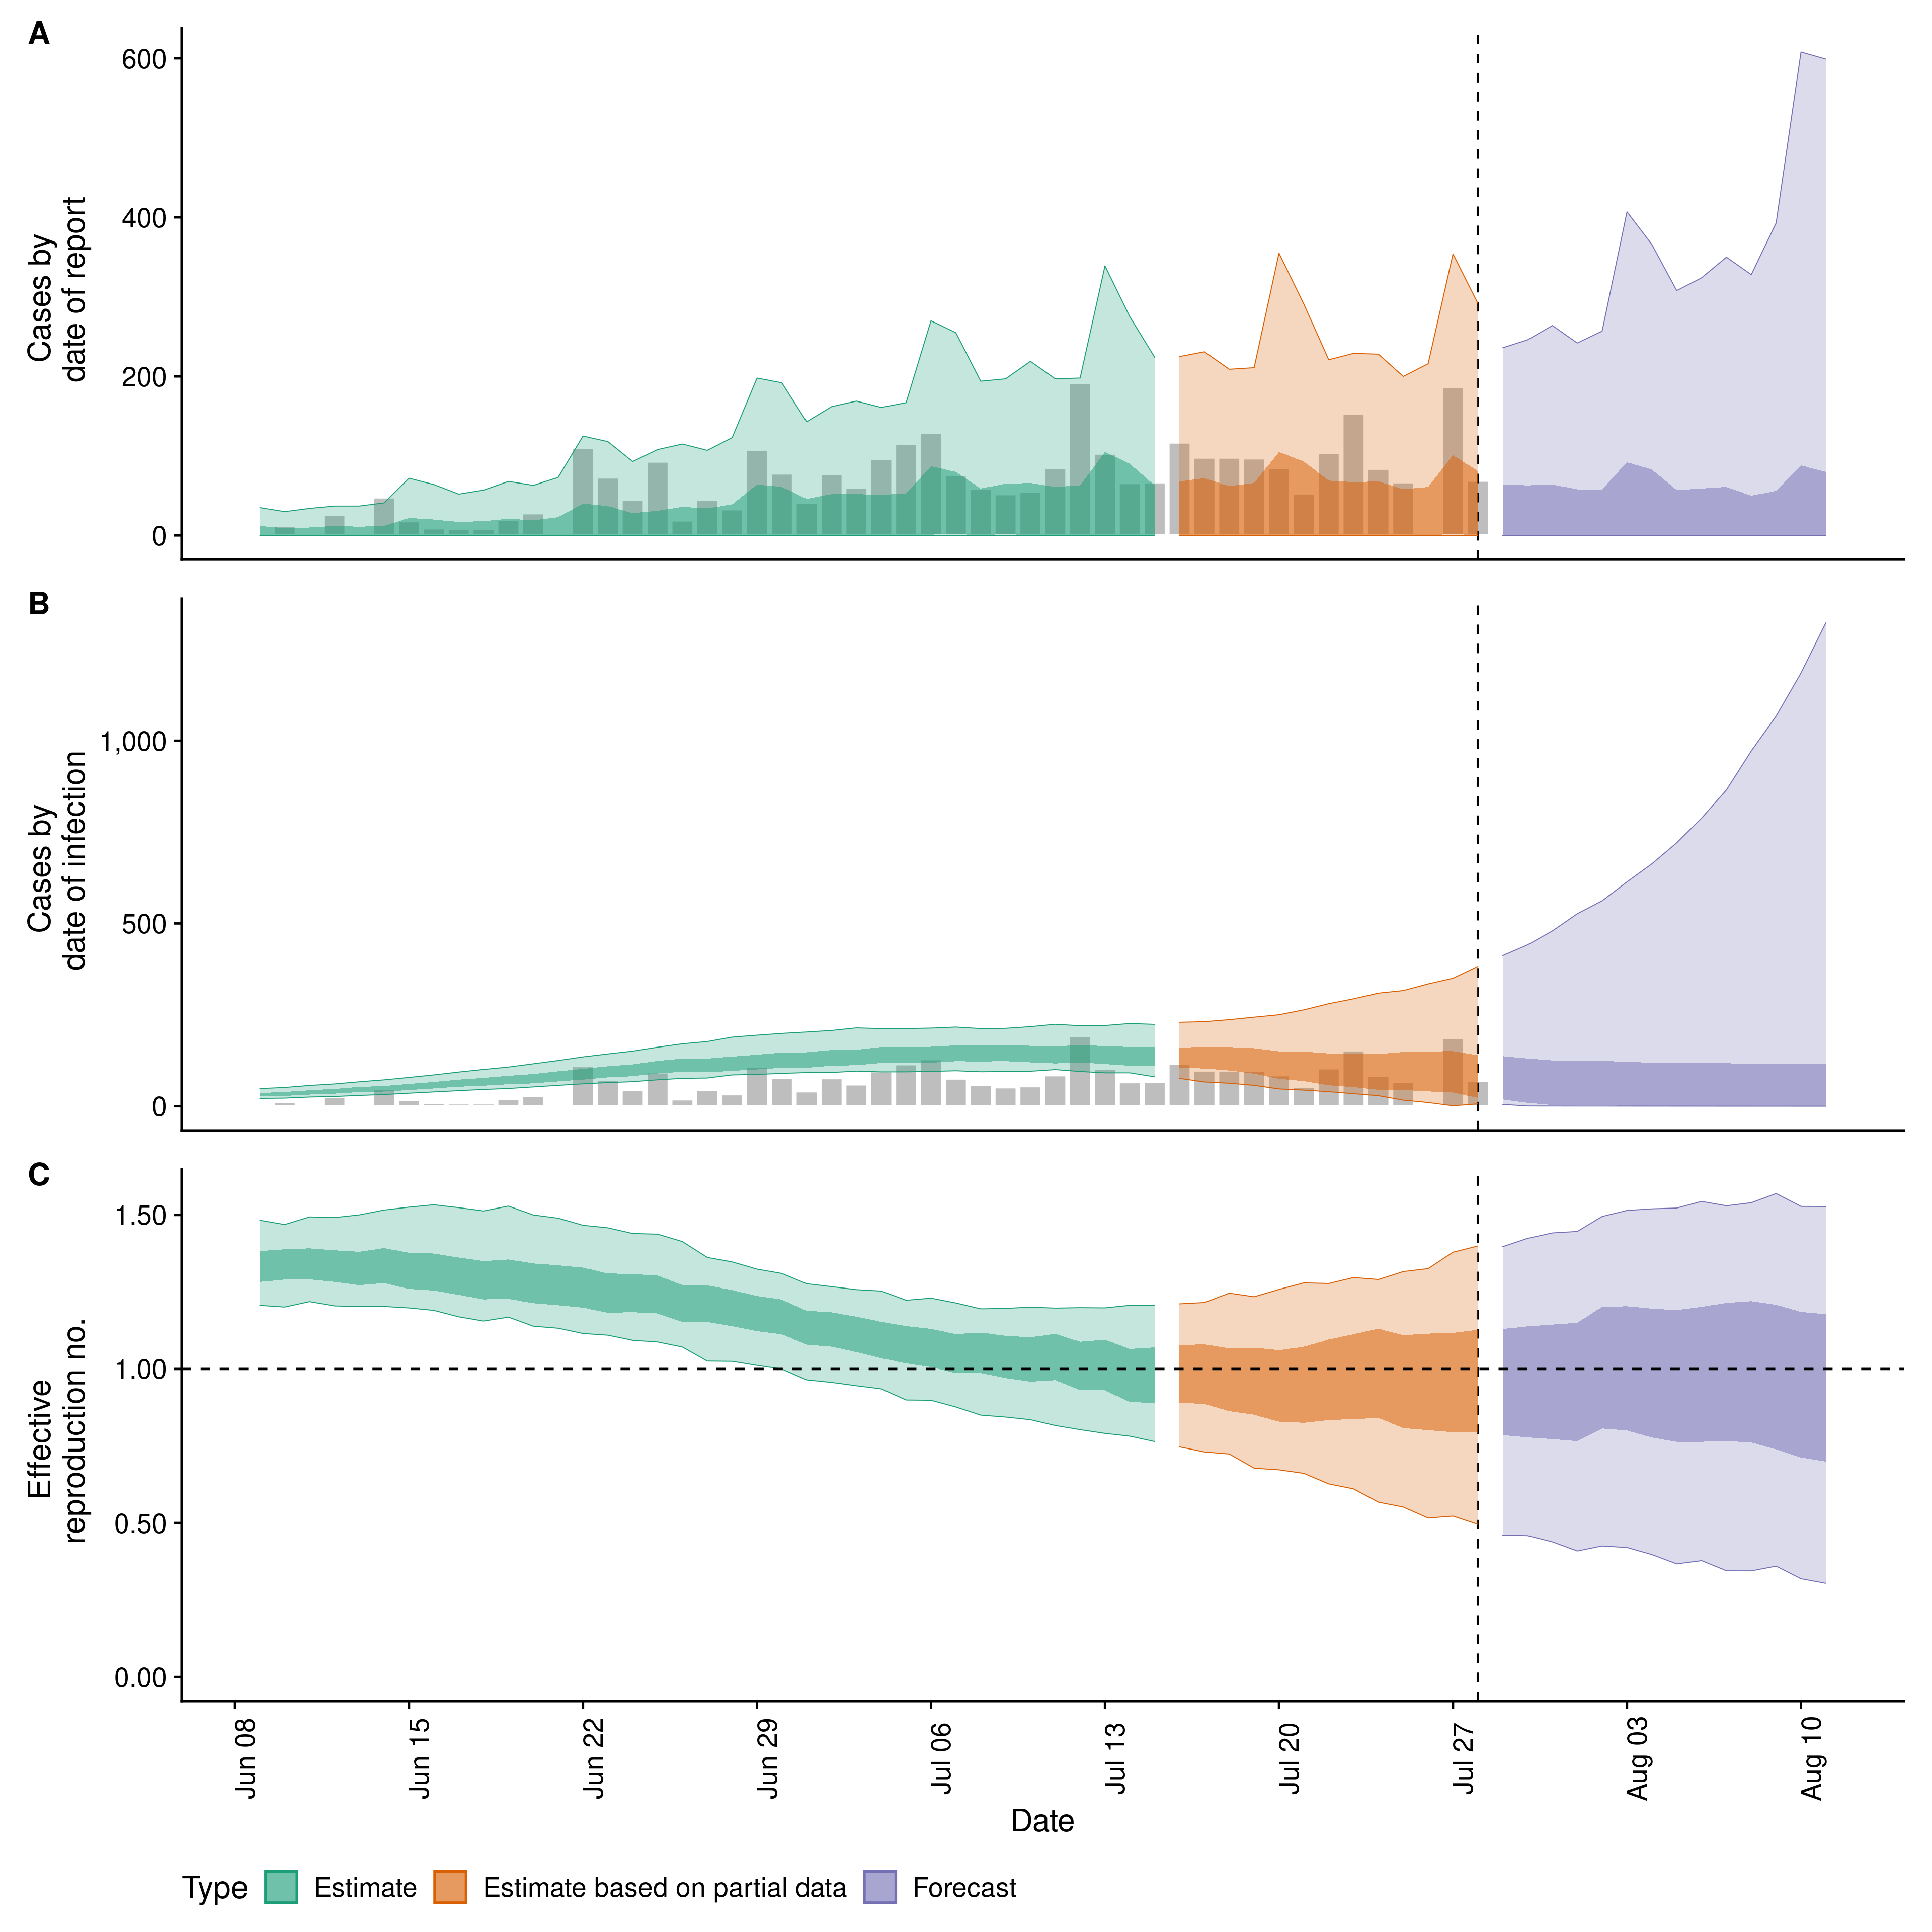 A
600
400
200
0
Cases by
date of report
B
1,000
500
0
Cases by
date of infection
C
1.50
1.00
0.50
0.00
Effective
reproduction no.
Jun 08
Jun 15
Jun 22
Jun 29
Jul 06
Jul 13
Jul 20
Jul 27
Aug 03
Aug 10
Date
Type Estimate Estimate based on partial data Forecast